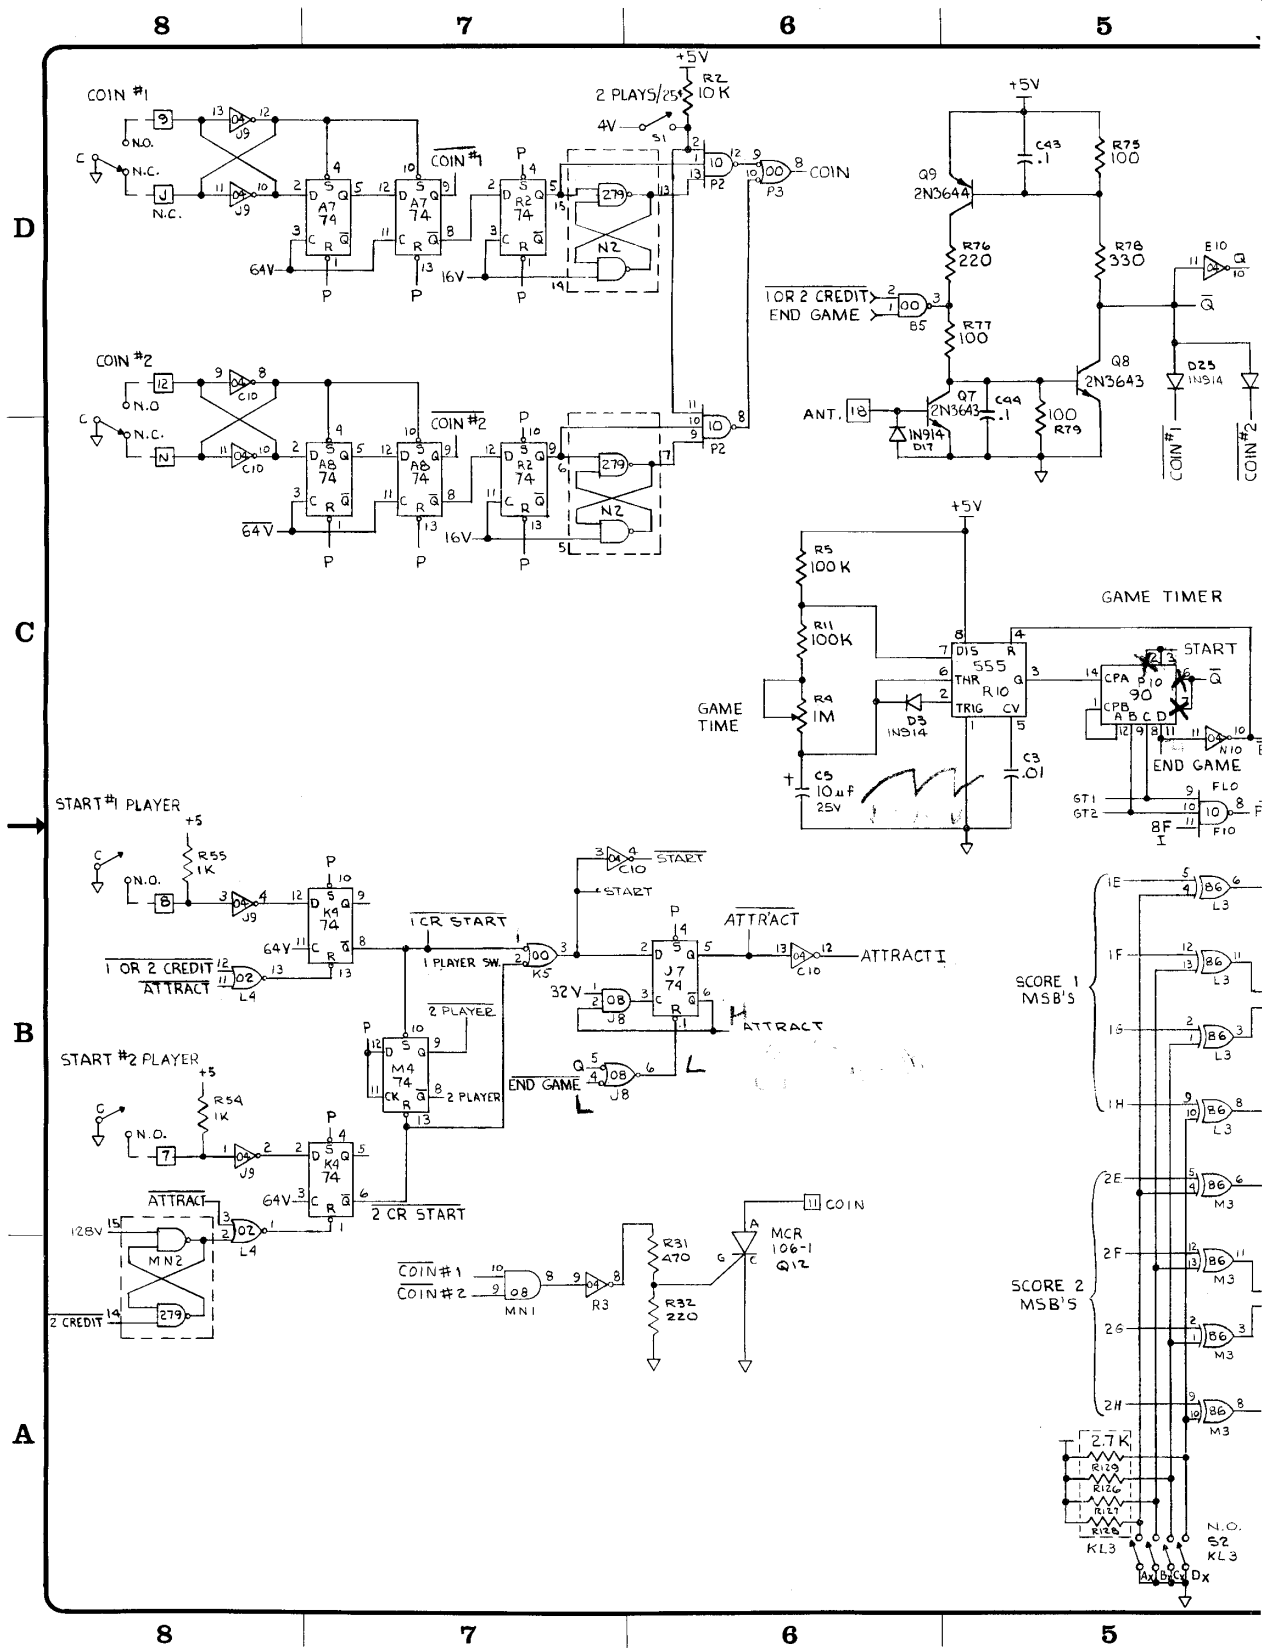 8 7 6 5
D
C
B
A
COIN #1
9
13 04 12
J9
C
N.O.
N.C.
J
N.C.
11 04 10
J9
4
2 D S Q 5
A7
74
3 C Q
R
1
P
64V
10
12 D S Q 9
COIN #1
A7
74
11 C Q 8
R
13
P
P
4
2 D S Q 5
R2
74
3 C Q
R
1
P
16V
15
279
13
N2
14
+5V
R2
10K
2 PLAYS/25¢
4V
S1
2
1
13
10
12
P2
9
10
00
8
P3
COIN
COIN #2
12
9 04 8
C10
C
N.O
N.C.
N
11 04 10
C10
4
2 D S Q 5
A8
74
3 C Q
R
1
P
64V
10
12 D S Q 9
COIN #2
A8
74
11 C Q 8
R
13
P
P
10
12 D S Q 9
R2
74
11 C Q
R
13
P
16V
6
279
7
N2
5
11
10
9
10
8
P2
+5V
C43
.1
R75
100
Q9
2N3644
R76
220
R78
330
1 OR 2 CREDIT 2
END GAME 1
00
3
B5
R77
100
E10
11 04 10
Q
Q
Q8
2N3643
D25
1N914
COIN #1
COIN #2
ANT. 18
Q7
2N3643
1N914
D17
C44
.1
100
R79
+5V
R5
100K
R11
100K
R4
1M
GAME
TIME
D3
1N914
C5
10uf
25V
+
8 4
7 DIS R
555
6 THR Q 3
R10
2
TRIG CV
1 5
C3
.01
GAME TIMER
2 3 START
14 CPA P10 6 Q
90
1 CPB 7
A B C D
12 9 8 11
11 04 10
N10
END GAME
FL0
GT1 9
GT2 10
8F 11
I
10
8
F10
START #1 PLAYER
+5
R55
1K
C
N.O.
8
3 04 4
J9
P
10
12 D S Q 9
K4
74
64V 11 C Q 8
R
13
1 OR 2 CREDIT 12
ATTRACT 11
02
13
L4
1 CR START
1 PLAYER SW.
1
2
00
3
K5
3 04 4
C10
START
START
P
4
2 D S Q 5
J7
74
3 C Q 6
R
1
32V 1
2
08
J8
ATTRACT
13 04 12
C10
ATTRACT I
H
ATTRACT
Q 5
END GAME 4
08
6
J8
L
L
2 PLAYER
P
10
12 D S Q 9
M4
74
11 CK Q 8 2 PLAYER
R
13
START #2 PLAYER
+5
R54
1K
C
N.O.
7
1 04 2
J9
P
4
2 D S Q 5
K4
74
64V 3 C Q 6
R
1
2 CR START
ATTRACT 3
2
02
1
L4
128V 15
MN2
279
2 CREDIT 14
COIN #1 10
COIN #2 9
08
8
MN1
9 04 8
R3
R31
470
R32
220
A
G C
MCR
106-1
Q12
11 COIN
SCORE 1
MSB'S
1E 5
4
86 6
L3
1F 12
13
86 11
L3
1G 2
1
86 3
L3
1H 9
10
86 8
L3
SCORE 2
MSB'S
2E 5
4
86 6
M3
2F 12
13
86 11
M3
2G 2
1
86 3
M3
2H 9
10
86 8
M3
2.7K
R129
R126
R127
R128
KL3
N.O.
S2
KL3
Ax Bx Cx Dx
8 7 6 5